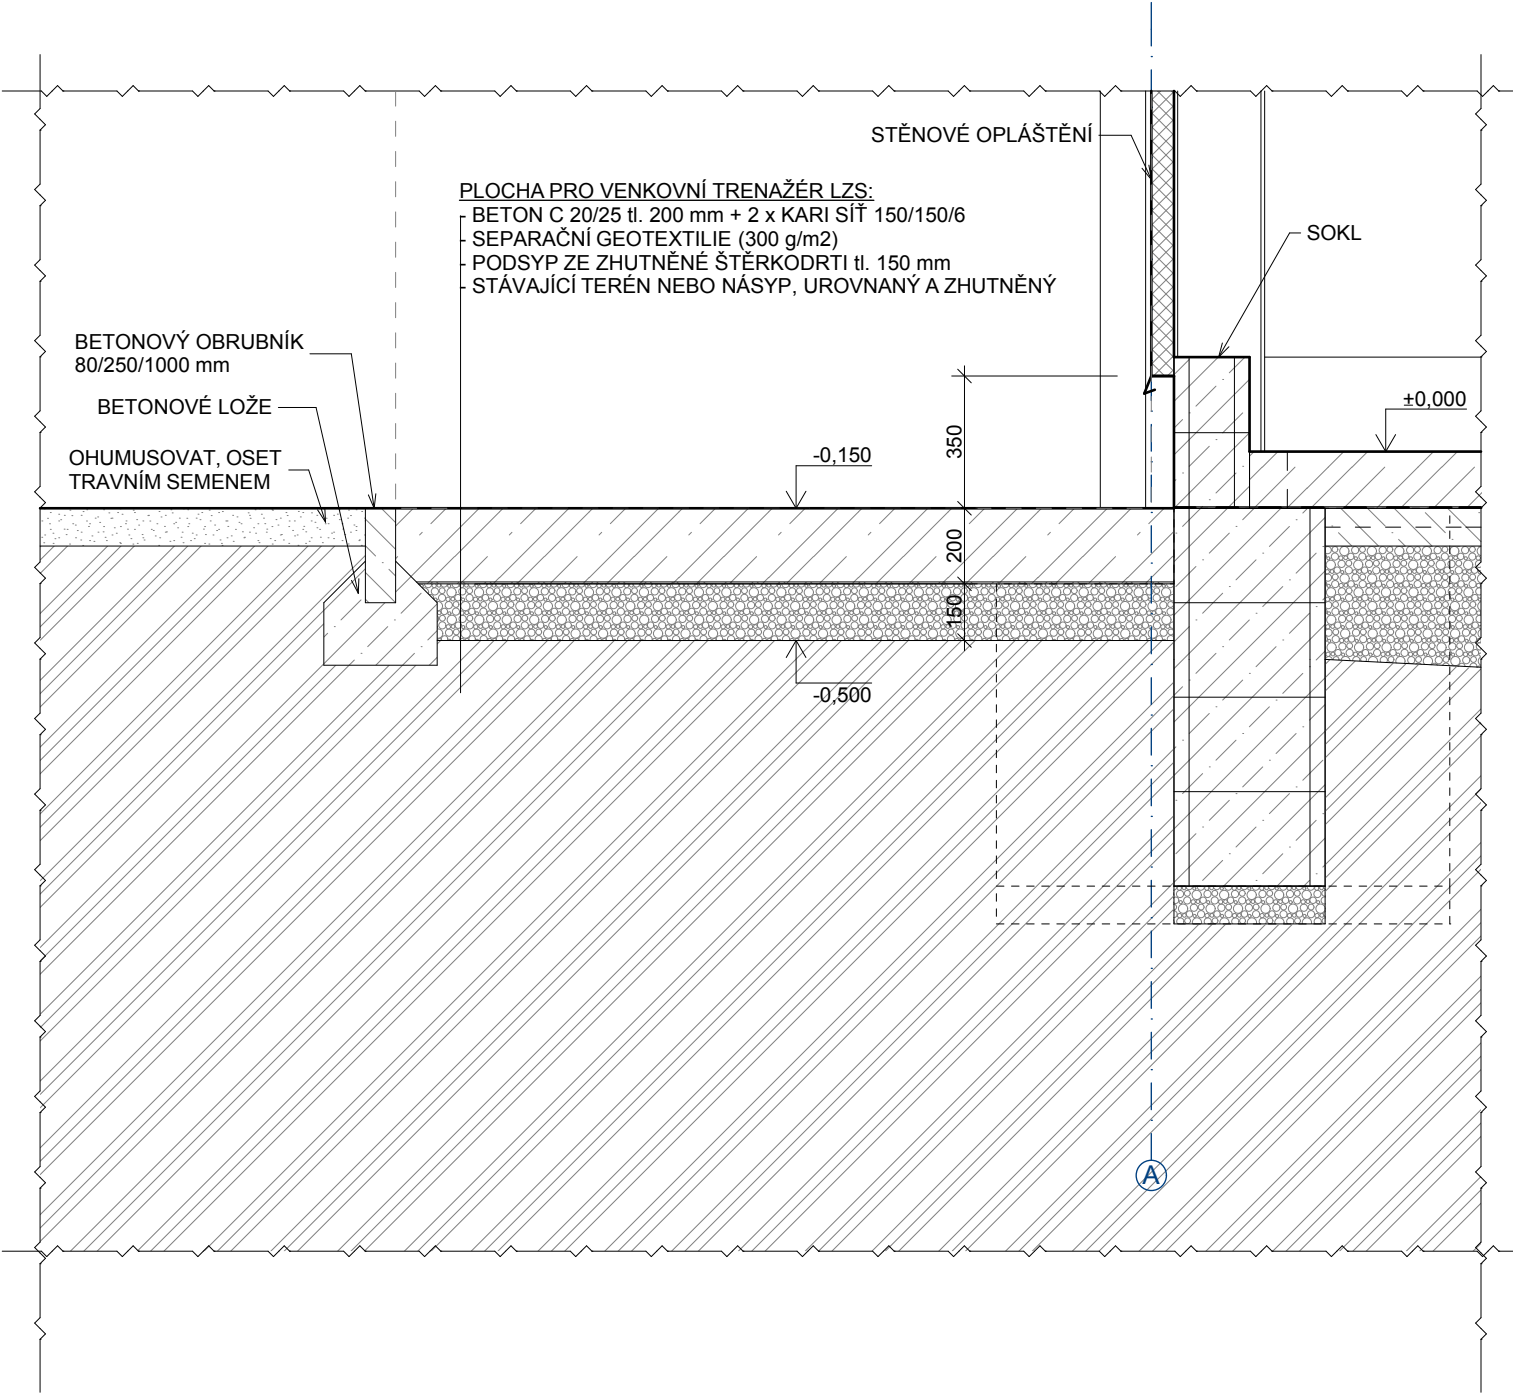 STĚNOVÉ OPLÁŠTĚNÍ
PLOCHA PRO VENKOVNÍ TRENAŽÉR LZS:
- BETON C 20/25 tl. 200 mm + 2 x KARI SÍŤ 150/150/6
- SEPARAČNÍ GEOTEXTILIE (300 g/m2)
- PODSYP ZE ZHUTNĚNÉ ŠTĚRKODRTI tl. 150 mm
- STÁVAJÍCÍ TERÉN NEBO NÁSYP, UROVNANÝ A ZHUTNĚNÝ
SOKL
BETONOVÝ OBRUBNÍK
80/250/1000 mm
BETONOVÉ LOŽE
OHUMUSOVAT, OSET
TRAVNÍM SEMENEM
±0,000
350
-0,150
200
150
-0,500
A